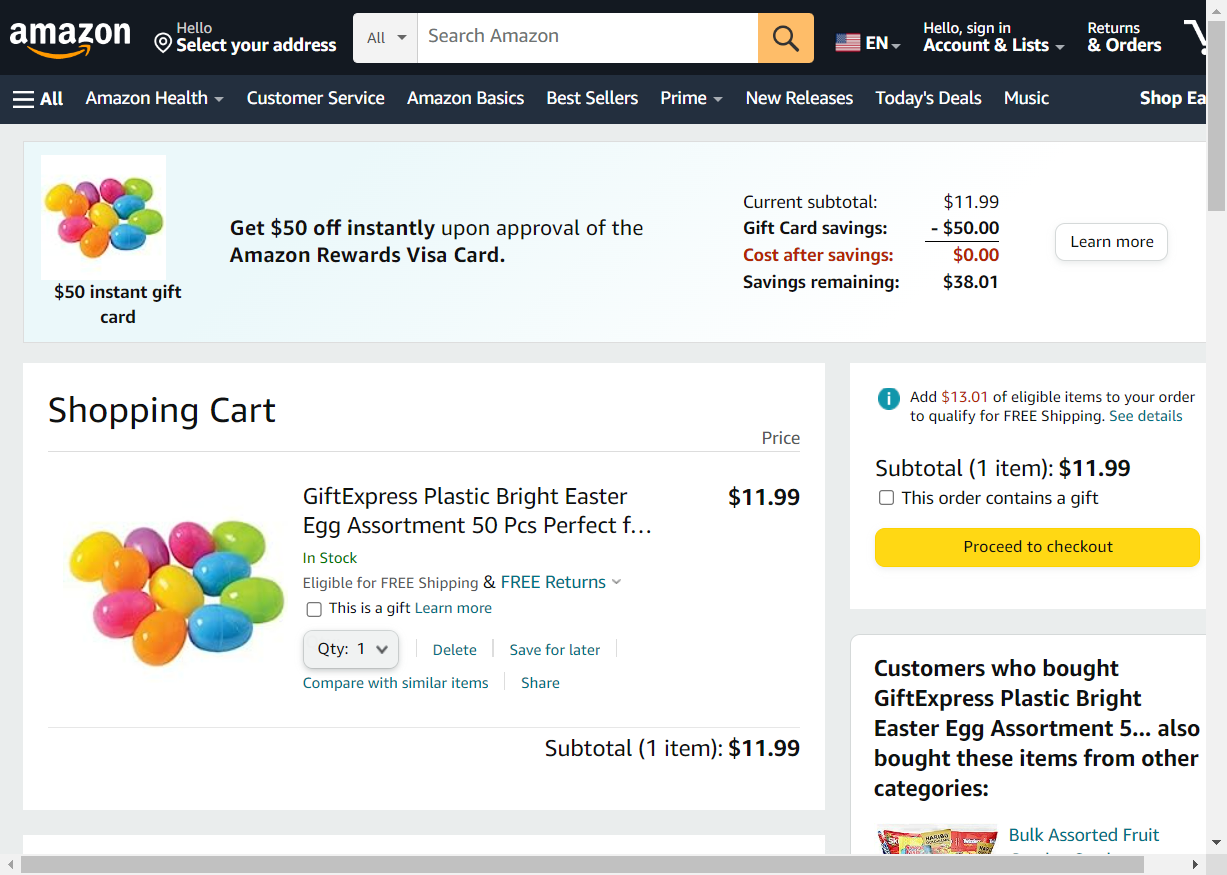 amazon
Hello
Select your address
All
Search Amazon
EN
Hello, sign in
Account & Lists
Returns
& Orders
All
Amazon Health
Customer Service
Amazon Basics
Best Sellers
Prime
New Releases
Today's Deals
Music
Shop Ea
$50 instant gift
card
Get $50 off instantly upon approval of the
Amazon Rewards Visa Card.
Current subtotal: $11.99
Gift Card savings: - $50.00
Cost after savings: $0.00
Savings remaining: $38.01
Learn more
Shopping Cart
Price
GiftExpress Plastic Bright Easter
Egg Assortment 50 Pcs Perfect f...
$11.99
In Stock
Eligible for FREE Shipping & FREE Returns
This is a gift Learn more
Qty: 1
Delete
Save for later
Compare with similar items
Share
Subtotal (1 item): $11.99
Add $13.01 of eligible items to your order
to qualify for FREE Shipping. See details
Subtotal (1 item): $11.99
This order contains a gift
Proceed to checkout
Customers who bought
GiftExpress Plastic Bright
Easter Egg Assortment 5... also
bought these items from other
categories:
HARIBO
Bulk Assorted Fruit